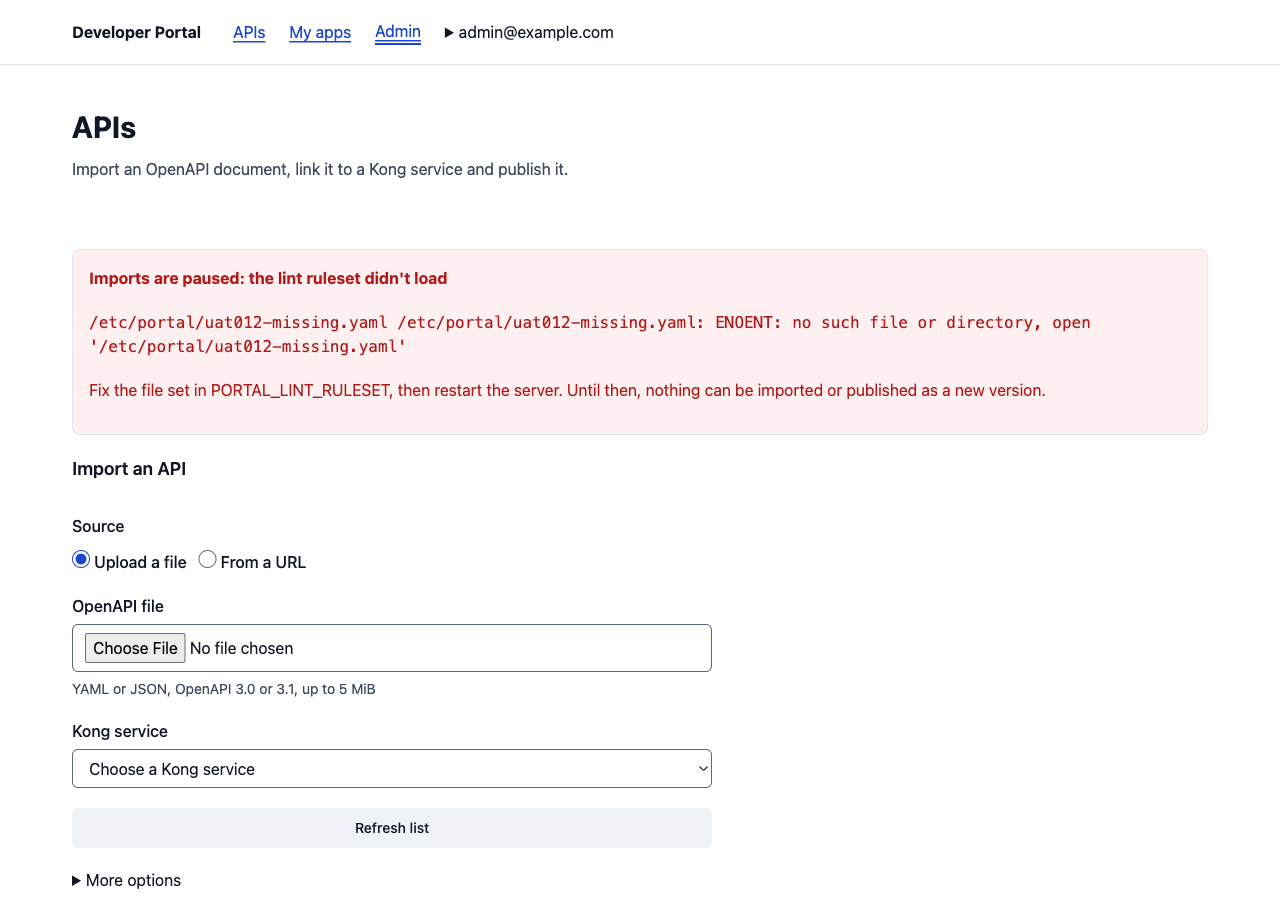 Developer Portal APIs My apps Admin ▶ admin@example.com
APIs
Import an OpenAPI document, link it to a Kong service and publish it.
Imports are paused: the lint ruleset didn't load
/etc/portal/uat012-missing.yaml /etc/portal/uat012-missing.yaml: ENOENT: no such file or directory, open
'/etc/portal/uat012-missing.yaml'
Fix the file set in PORTAL_LINT_RULESET, then restart the server. Until then, nothing can be imported or published as a new version.
Import an API
Source
Upload a file From a URL
OpenAPI file
Choose File No file chosen
YAML or JSON, OpenAPI 3.0 or 3.1, up to 5 MiB
Kong service
Choose a Kong service
Refresh list
▶ More options